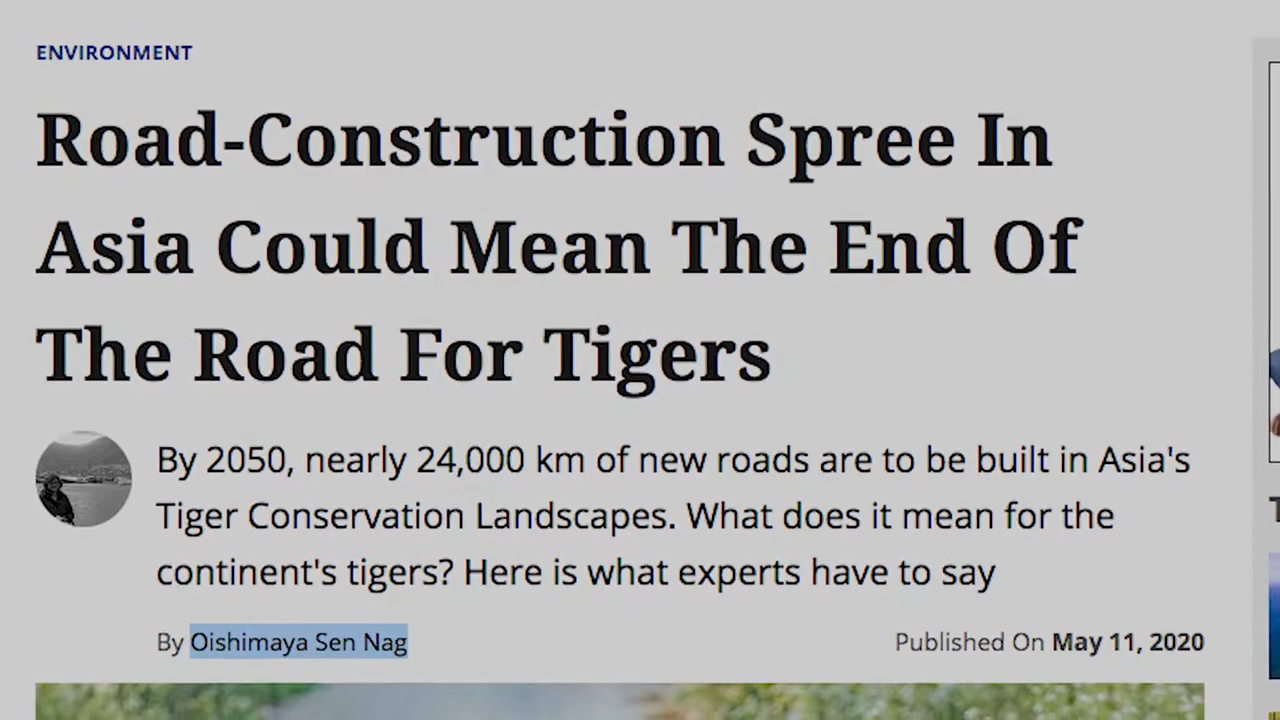 ENVIRONMENT
Road-Construction Spree In
Asia Could Mean The End Of
The Road For Tigers
By 2050, nearly 24,000 km of new roads are to be built in Asia's
Tiger Conservation Landscapes. What does it mean for the
continent's tigers? Here is what experts have to say
By Oishimaya Sen Nag
Published On May 11, 2020